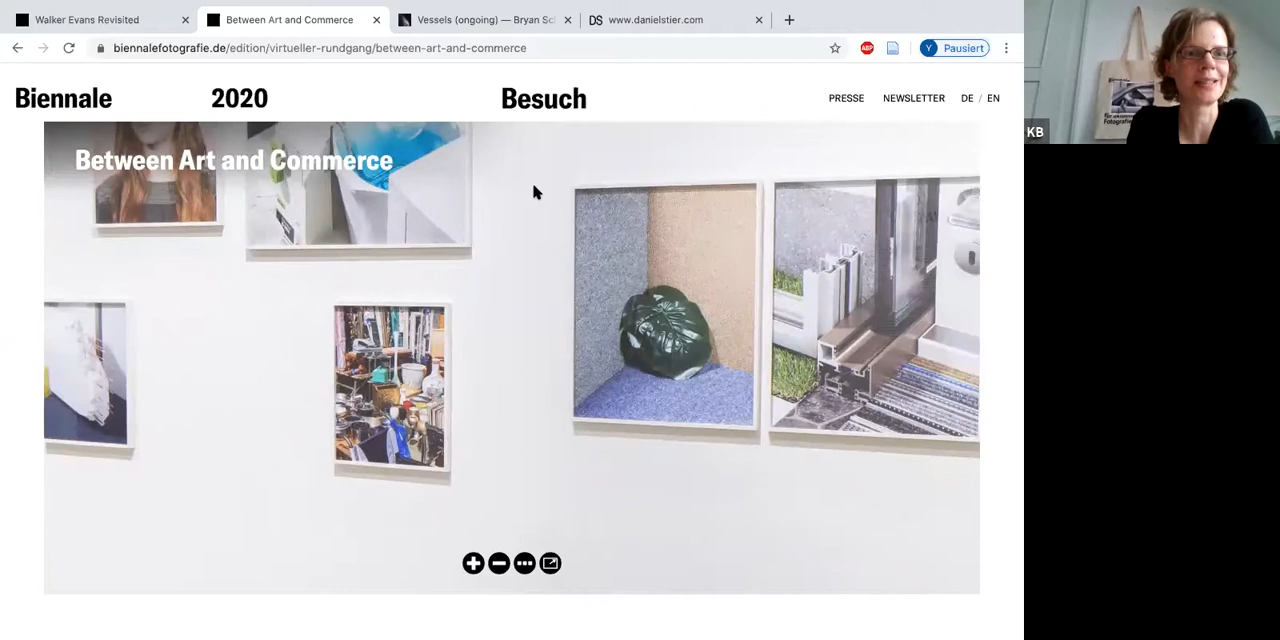 Walker Evans Revisited
Between Art and Commerce
Vessels (ongoing) — Bryan Sc
DS www.danielstier.com
biennalefotografie.de/edition/virtueller-rundgang/between-art-and-commerce
ABP
Y Pausiert
Biennale 2020 Besuch PRESSE NEWSLETTER DE / EN
Between Art and Commerce
KB